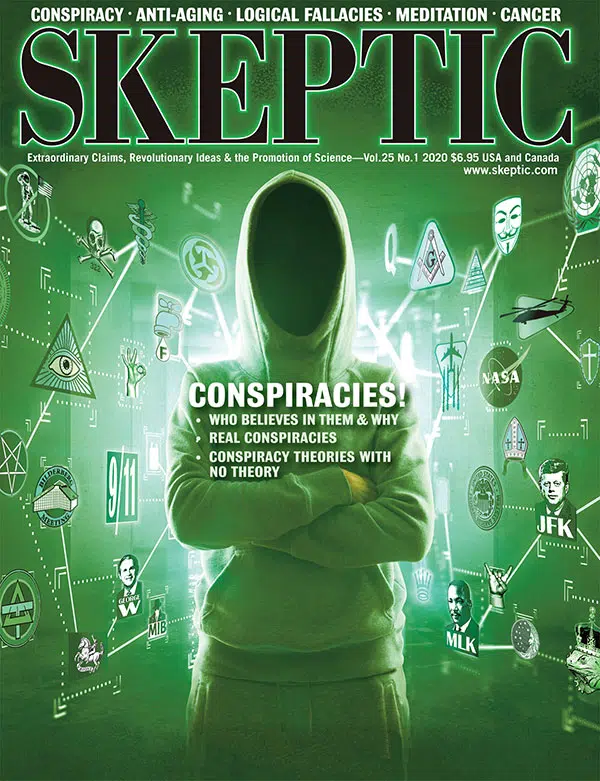 CONSPIRACY · ANTI-AGING · LOGICAL FALLACIES · MEDITATION · CANCER
SKEPTIC
Extraordinary Claims, Revolutionary Ideas & the Promotion of Science—Vol.25 No.1 2020 $6.95 USA and Canada
www.skeptic.com
Q
G
F
NASA
CONSPIRACIES!
• WHO BELIEVES IN THEM & WHY
• REAL CONSPIRACIES
• CONSPIRACY THEORIES WITH
NO THEORY
BILDERBERG
MEETING
9/11
JFK
GEORGE
W
MIB
MLK